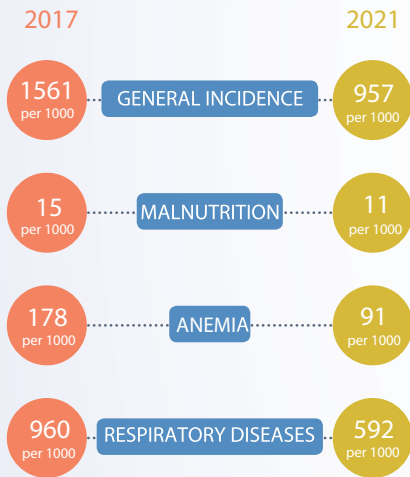 2017 2021
1561 per 1000 GENERAL INCIDENCE 957 per 1000
15 per 1000 MALNUTRITION 11 per 1000
178 per 1000 ANEMIA 91 per 1000
960 per 1000 RESPIRATORY DISEASES 592 per 1000